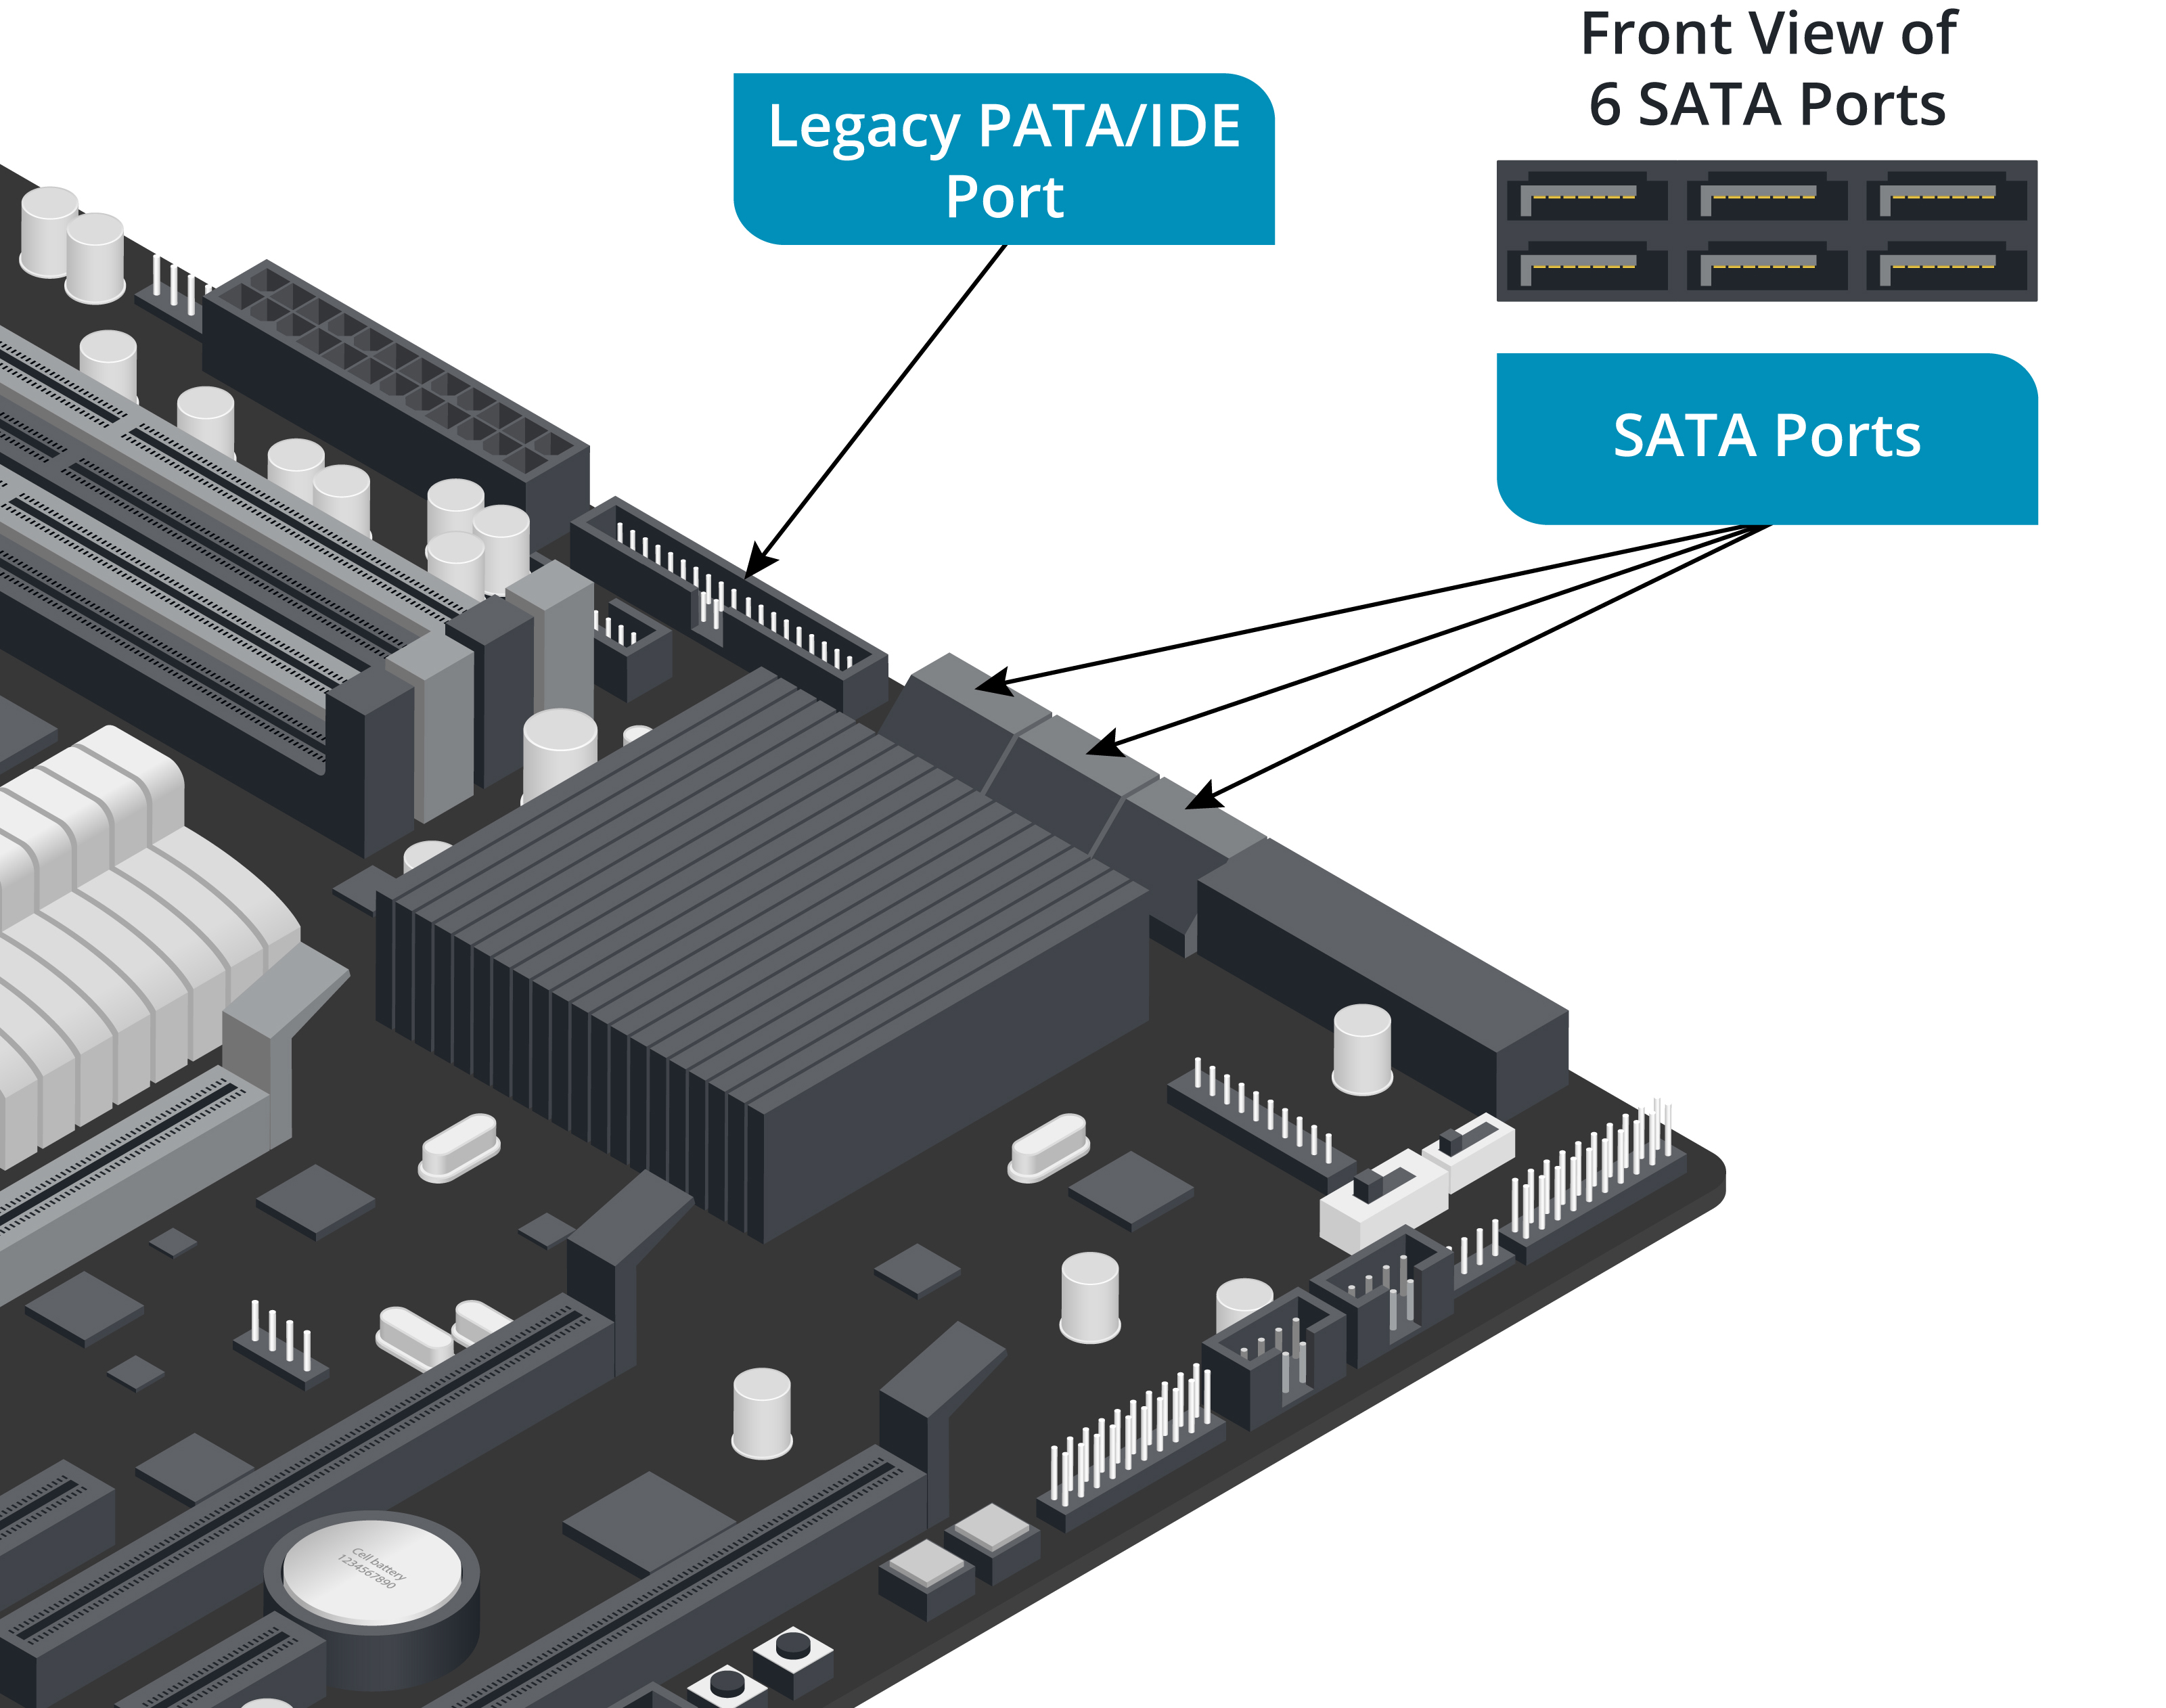 Front View of
6 SATA Ports
Legacy PATA/IDE
Port
SATA Ports
Cell battery
1234567890